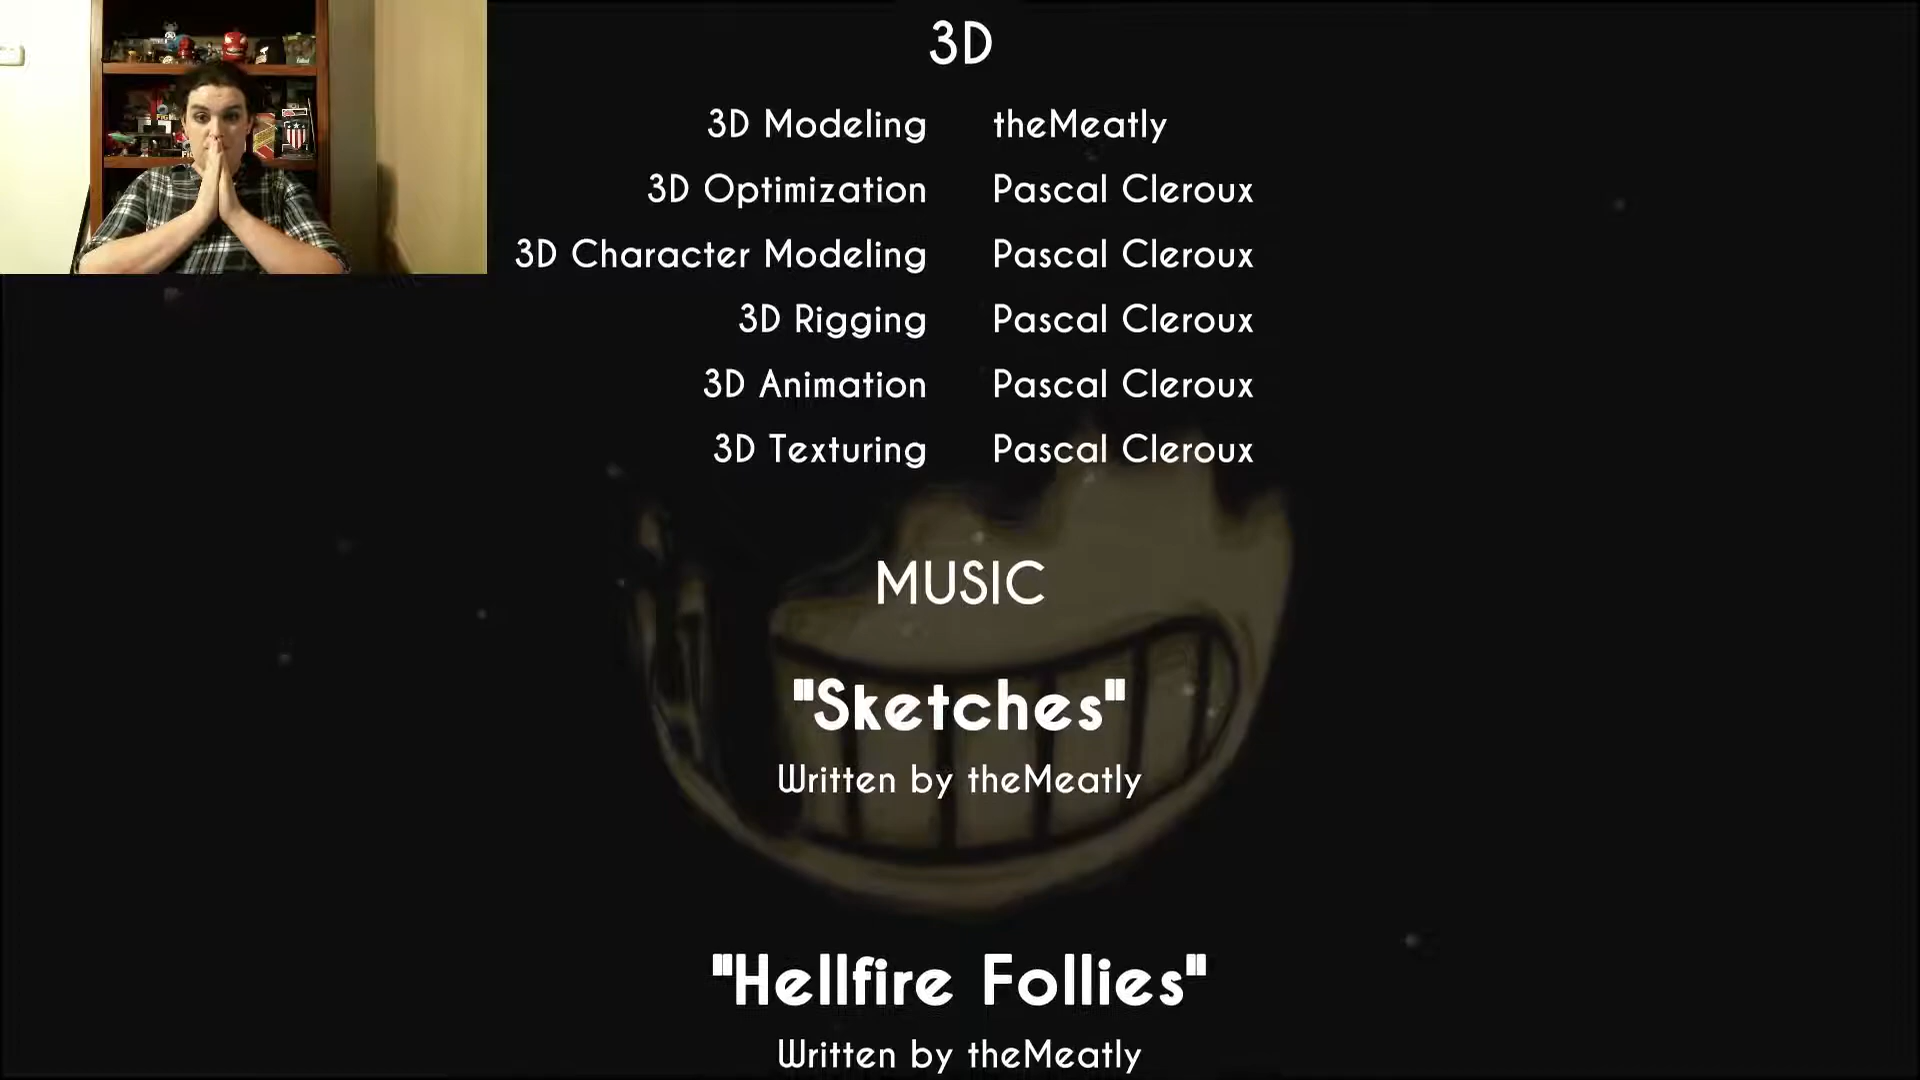 3D
3D Modeling theMeatly
3D Optimization Pascal Cleroux
3D Character Modeling Pascal Cleroux
3D Rigging Pascal Cleroux
3D Animation Pascal Cleroux
3D Texturing Pascal Cleroux
MUSIC
"Sketches"
Written by theMeatly
"Hellfire Follies"
Written by theMeatly